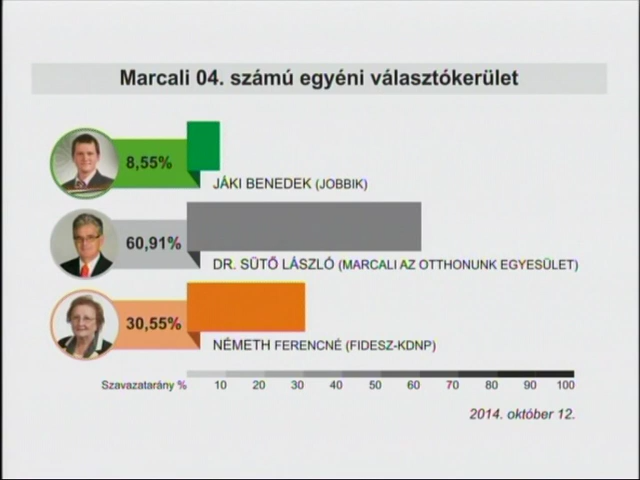 Marcali 04. számú egyéni választókerület
8,55%
JÁKI BENEDEK (JOBBIK)
60,91%
DR. SÜTŐ LÁSZLÓ (MARCALI AZ OTTHONUNK EGYESÜLET)
30,55%
NÉMETH FERENCNÉ (FIDESZ-KDNP)
Szavazatarány % 10 20 30 40 50 60 70 80 90 100
2014. október 12.